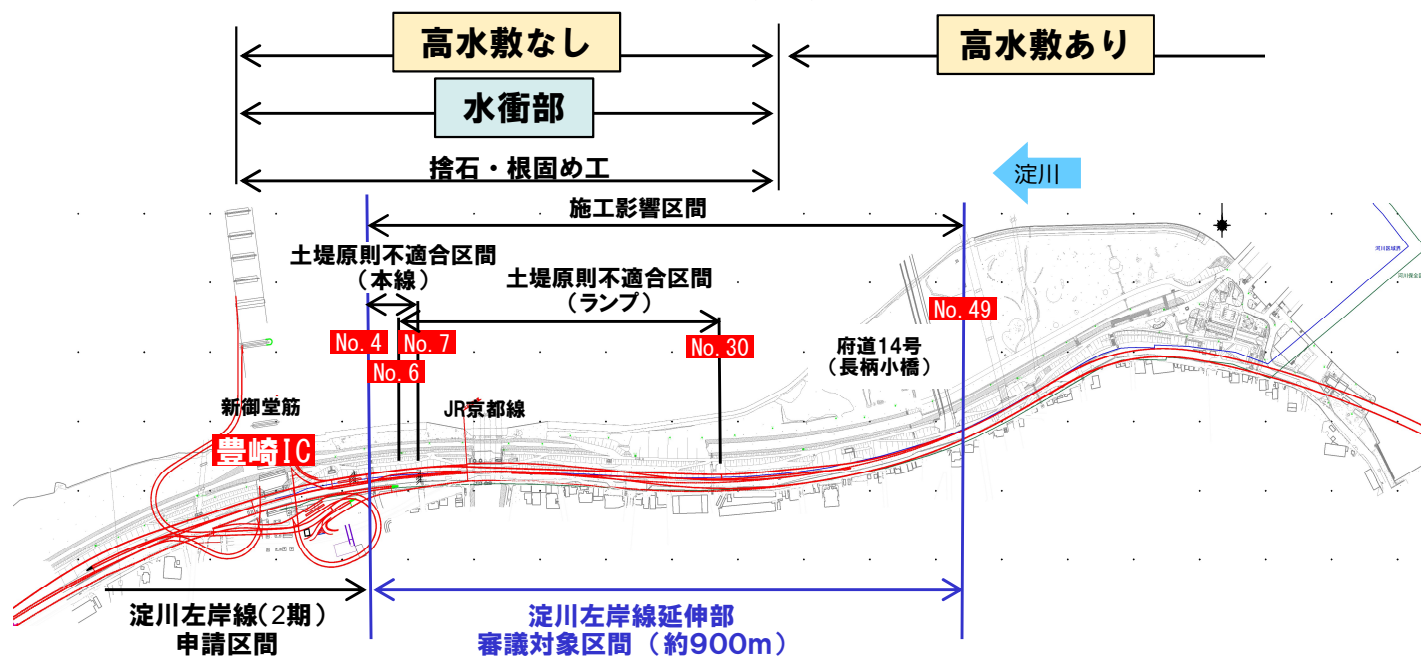 高水敷なし
高水敷あり
水衝部
捨石・根固め工
淀川
施工影響区間
土堤原則不適合区間
（本線）
土堤原則不適合区間
（ランプ）
河川区域界
No.49
No.4
No.7
No.30
府道14号
（長柄小橋）
No.6
新御堂筋
JR京都線
豊崎IC
淀川左岸線(2期)
申請区間
淀川左岸線延伸部
審議対象区間（約900m）